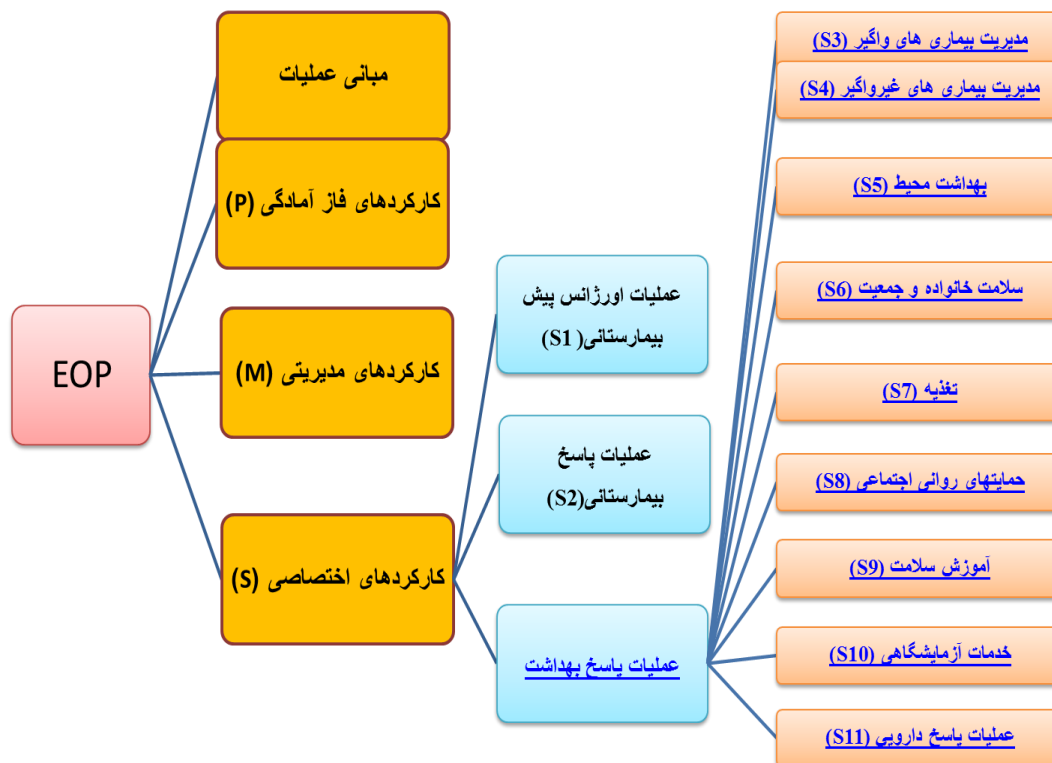 EOP
مبانی عملیات
کارکردهای فاز آمادگی (P)
کارکردهای مدیریتی (M)
کارکردهای اختصاصی (S)
عملیات اورژانس پیش
بیمارستانی( S1)
عملیات پاسخ
بیمارستانی(S2)
عملیات پاسخ بهداشت
مدیریت بیماری های واگیر (S3)
مدیریت بیماری های غیرواگیر (S4)
بهداشت محیط (S5)
سلامت خانواده و جمعیت (S6)
تغذیه (S7)
حمایتهای روانی اجتماعی (S8)
آموزش سلامت (S9)
خدمات آزمایشگاهی (S10)
عملیات پاسخ دارویی (S11)